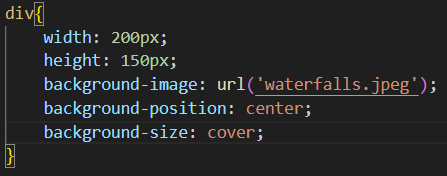 div{
width: 200px;
height: 150px;
background-image: url('waterfalls.jpeg');
background-position: center;
background-size: cover;
}